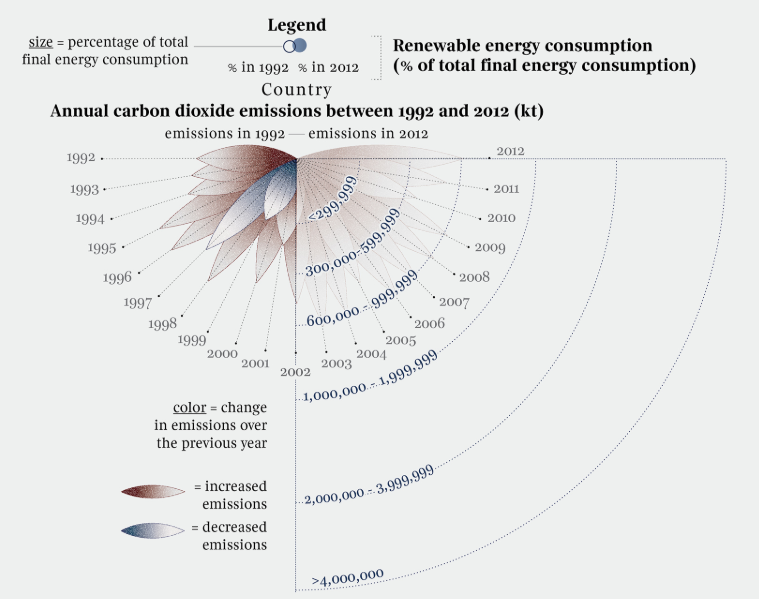 Legend
size = percentage of total
final energy consumption
% in 1992 % in 2012
Renewable energy consumption
(% of total final energy consumption)
Country
Annual carbon dioxide emissions between 1992 and 2012 (kt)
emissions in 1992 — emissions in 2012
1992
1993
1994
1995
1996
1997
1998
1999
2000
2001
2002
2003
2004
2005
2006
2007
2008
2009
2010
2011
2012
<299,999
300,000-599,999
600,000 - 999,999
1,000,000 - 1,999,999
2,000,000 - 3,999,999
>4,000,000
color = change
in emissions over
the previous year
= increased
emissions
= decreased
emissions